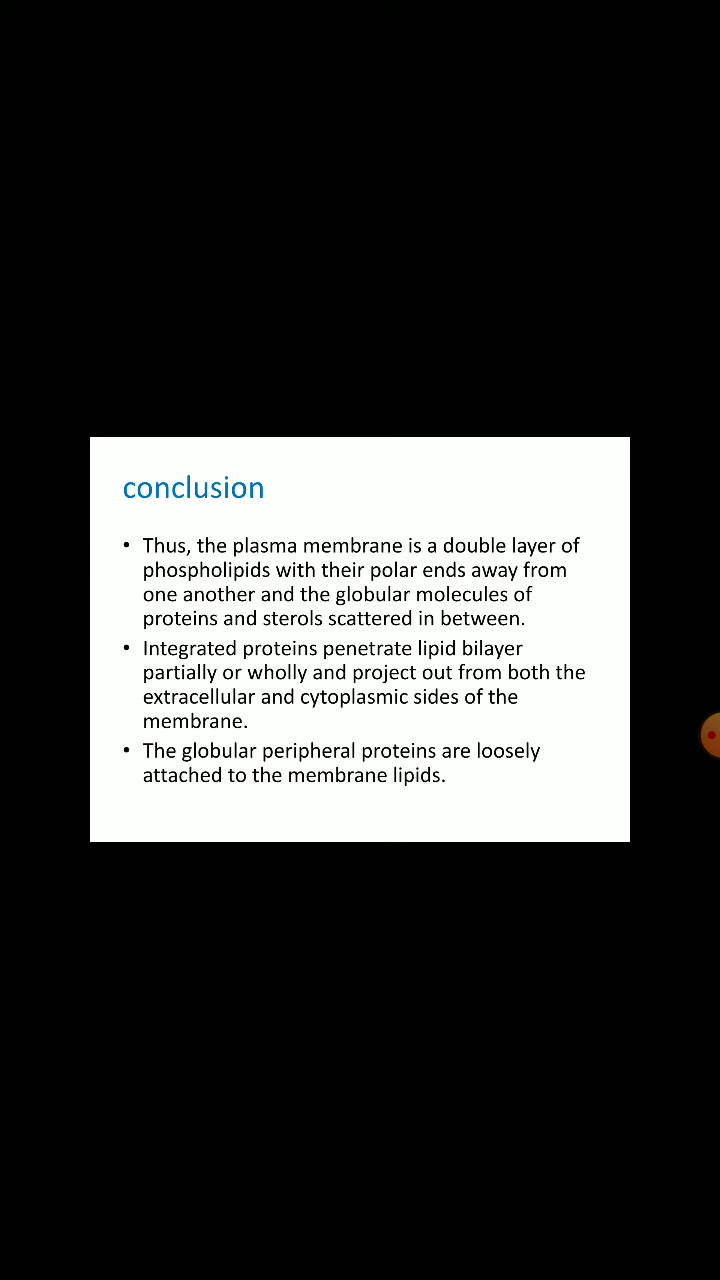 conclusion
• Thus, the plasma membrane is a double layer of
phospholipids with their polar ends away from
one another and the globular molecules of
proteins and sterols scattered in between.
• Integrated proteins penetrate lipid bilayer
partially or wholly and project out from both the
extracellular and cytoplasmic sides of the
membrane.
• The globular peripheral proteins are loosely
attached to the membrane lipids.